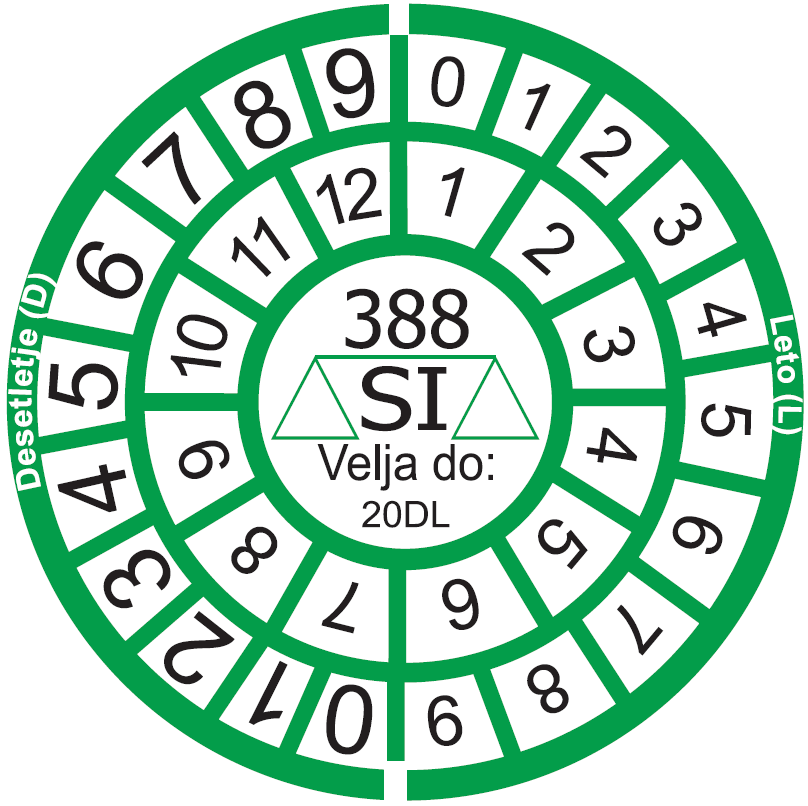 Desetletje (D)
0 1 2 3 4 5 6 7 8 9
Leto (L)
0 1 2 3 4 5 6 7 8 9
1 2 3 4 5 6 7 8 9 10 11 12
388
SI
Velja do:
20DL